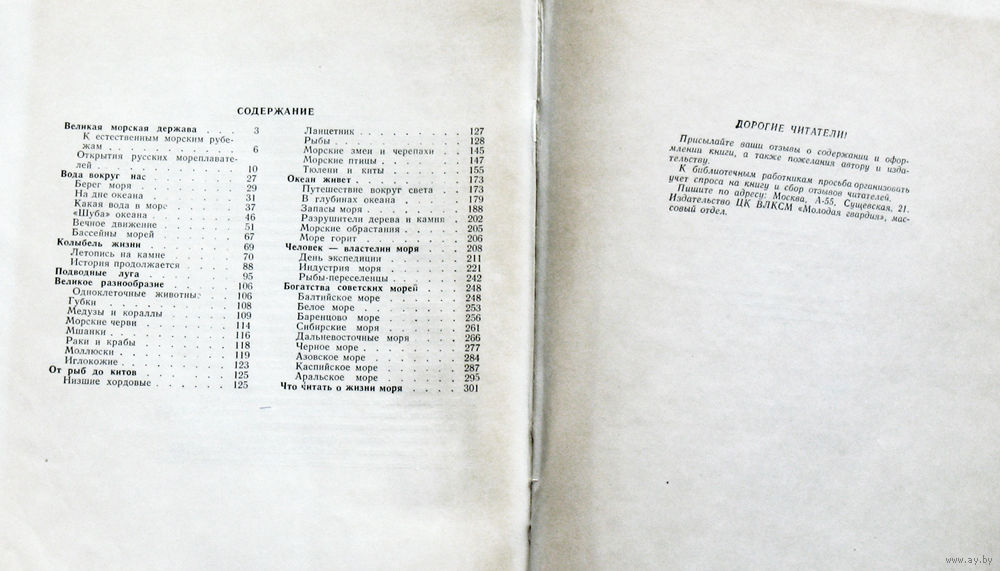 СОДЕРЖАНИЕ
Великая морская держава . . . 3
К естественным морским рубе-
жам . . . 6
Открытия русских мореплавате-
лей . . . 10
Вода вокруг нас . . . 27
Берег моря . . . 29
На дне океана . . . 31
Какая вода в море . . . 37
«Шуба» океана . . . 46
Вечное движение . . . 51
Бассейны морей . . . 67
Колыбель жизни . . . 69
Летопись на камне . . . 70
История продолжается . . . 88
Подводные луга . . . 95
Великое разнообразие . . . 106
Одноклеточные животные . . . 106
Губки . . . 108
Медузы и кораллы . . . 109
Морские черви . . . 114
Мшанки . . . 116
Раки и крабы . . . 118
Моллюски . . . 119
Иглокожие . . . 123
От рыб до китов . . . 125
Низшие хордовые . . . 125
Ланцетник . . . 127
Рыбы . . . 128
Морские змеи и черепахи . . . 145
Морские птицы . . . 147
Тюлени и киты . . . 155
Океан живет . . . 173
Путешествие вокруг света . . . 173
В глубинах океана . . . 179
Запасы моря . . . 188
Разрушители дерева и камня . . . 202
Морские обрастания . . . 205
Море горит . . . 206
Человек — властелин моря . . . 208
День экспедиции . . . 211
Индустрия моря . . . 221
Рыбы-переселенцы . . . 242
Богатства советских морей . . . 248
Балтийское море . . . 248
Белое море . . . 253
Баренцово море . . . 256
Сибирские моря . . . 261
Дальневосточные моря . . . 266
Черное море . . . 277
Азовское море . . . 284
Каспийское море . . . 287
Аральское море . . . 295
Что читать о жизни моря . . . 301
ДОРОГИЕ ЧИТАТЕЛИ!
Присылайте ваши отзывы о содержании и офор-
млении книги, а также пожелания автору и изда-
тельству.
К библиотечным работникам просьба организовать
учет спроса на книгу и сбор отзывов читателей.
Пишите по адресу: Москва, А-55, Сущевская, 21.
Издательство ЦК ВЛКСМ «Молодая гвардия», мас-
совый отдел.
www.ay.by